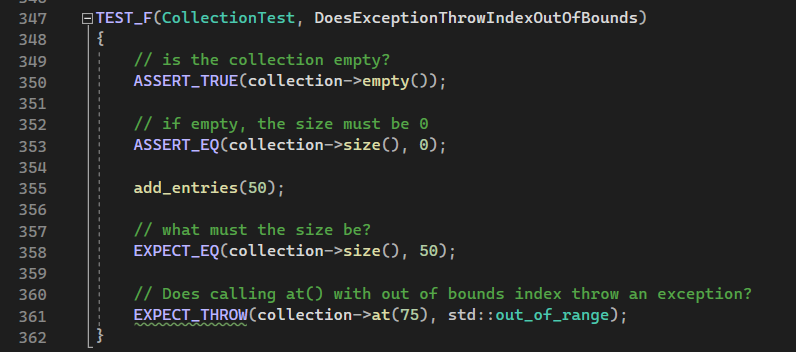 347 TEST_F(CollectionTest, DoesExceptionThrowIndexOutOfBounds)
348 {
349 // is the collection empty?
350 ASSERT_TRUE(collection->empty());
351
352 // if empty, the size must be 0
353 ASSERT_EQ(collection->size(), 0);
354
355 add_entries(50);
356
357 // what must the size be?
358 EXPECT_EQ(collection->size(), 50);
359
360 // Does calling at() with out of bounds index throw an exception?
361 EXPECT_THROW(collection->at(75), std::out_of_range);
362 }